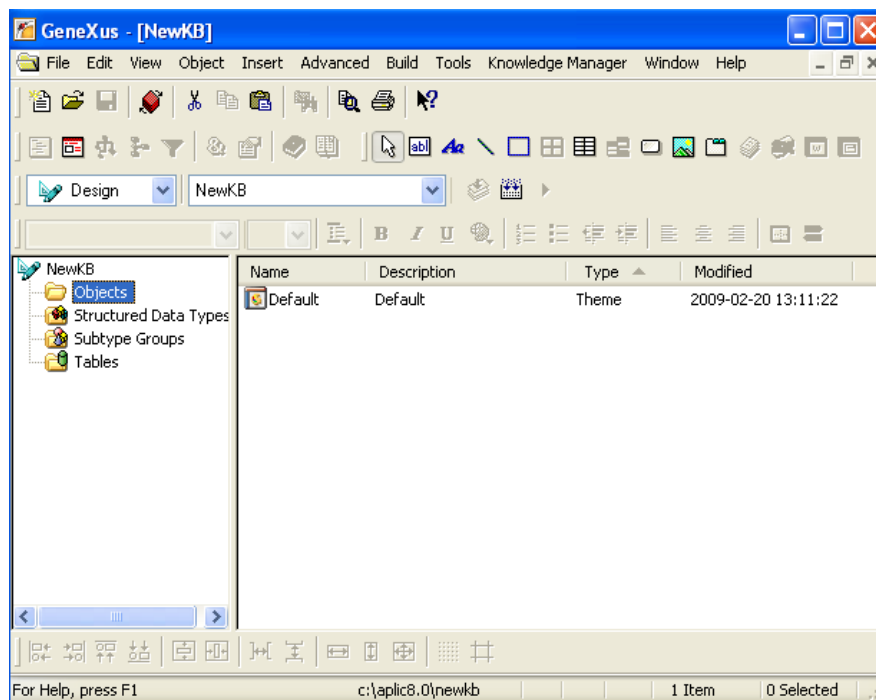 GeneXus - [NewKB]
File Edit View Object Insert Advanced Build Tools Knowledge Manager Window Help
abl Aa
Design NewKB
B I U
NewKB
Name Description Type Modified
Objects
Default Default Theme 2009-02-20 13:11:22
Structured Data Types
Subtype Groups
Tables
For Help, press F1 c:\aplic8.0\newkb 1 Item 0 Selected